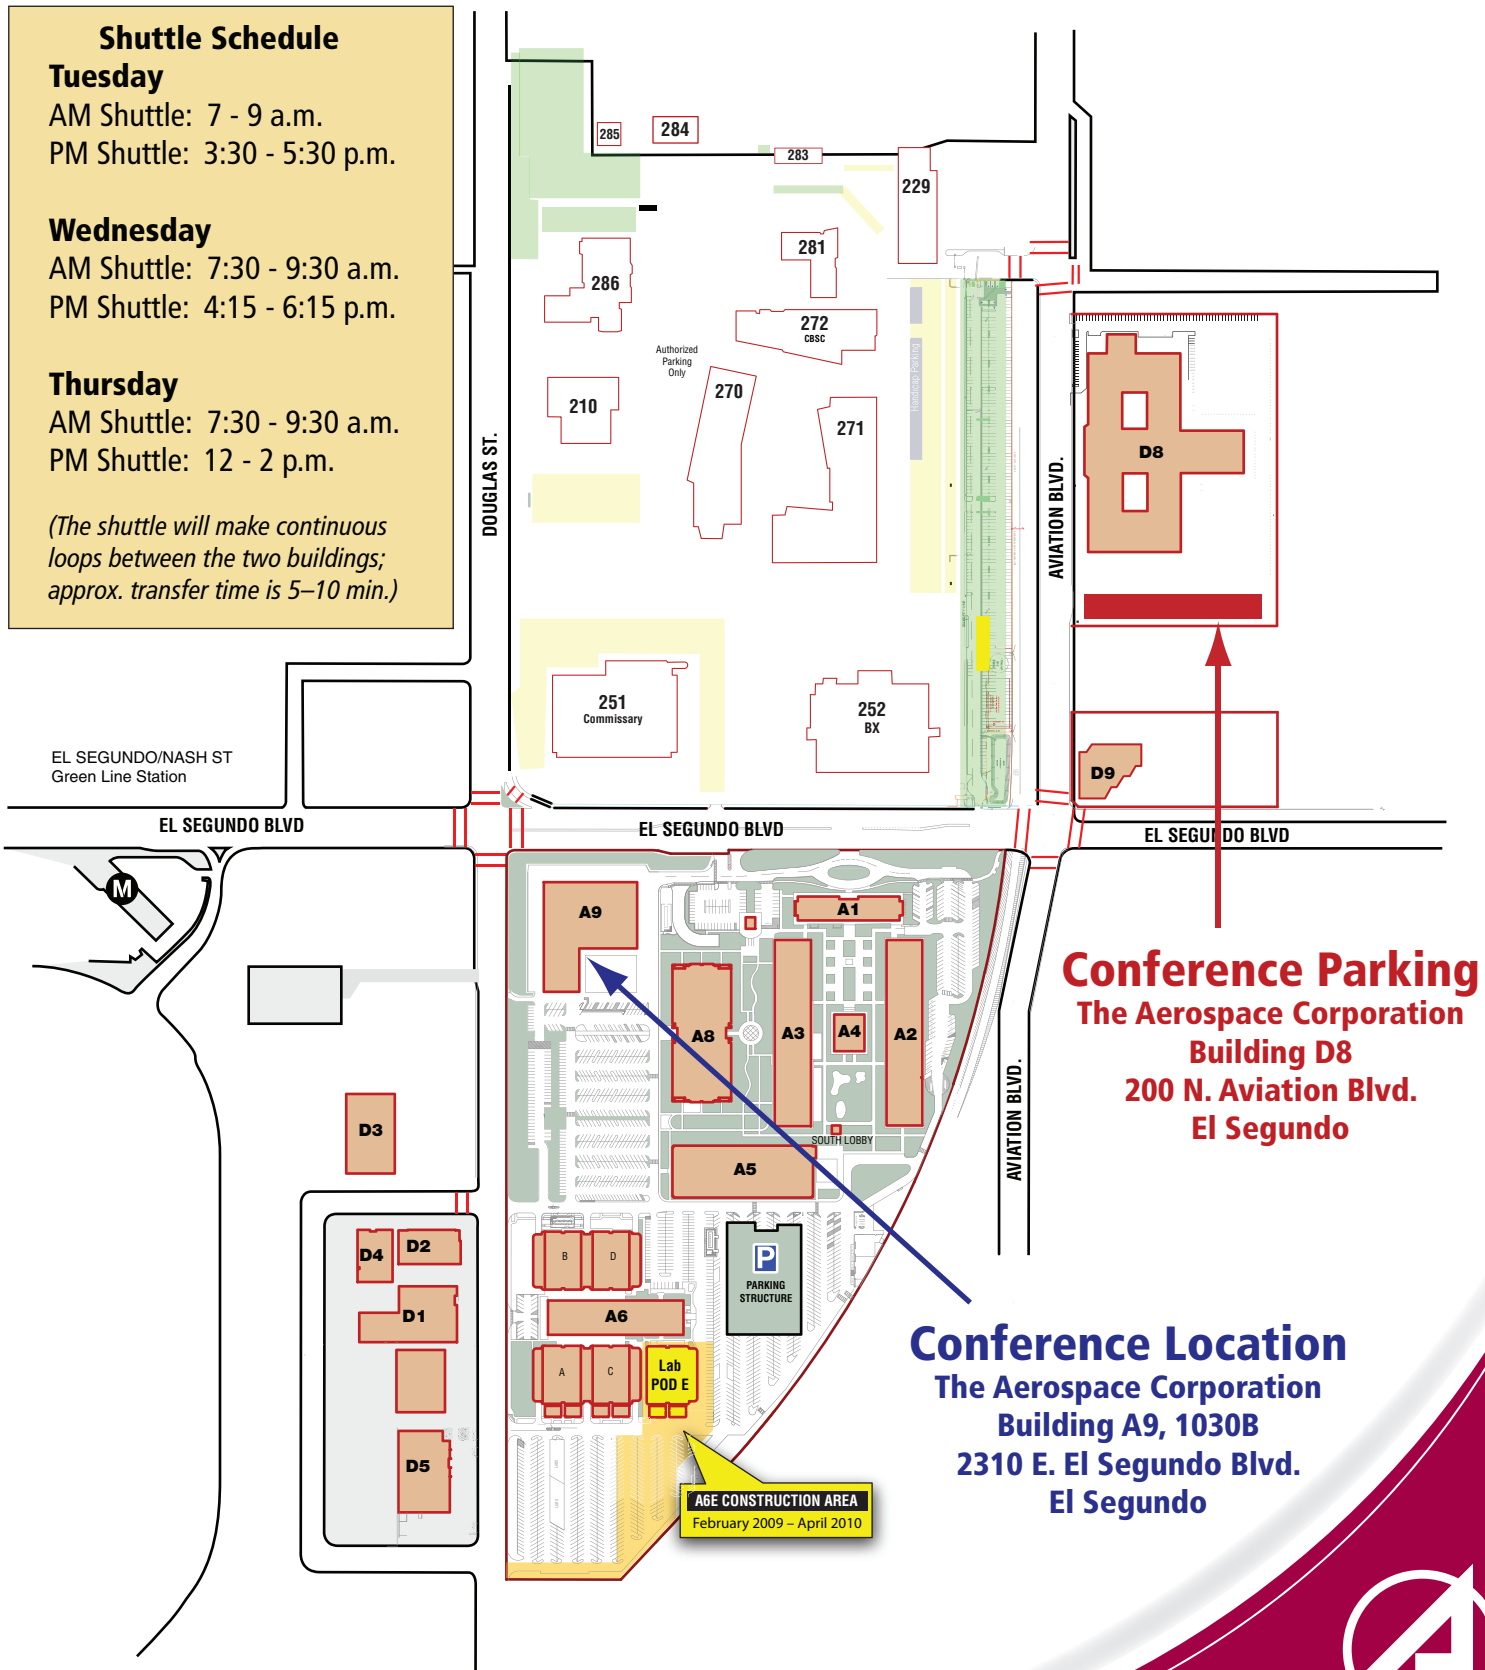 Shuttle Schedule
Tuesday
AM Shuttle: 7 - 9 a.m.
PM Shuttle: 3:30 - 5:30 p.m.
Wednesday
AM Shuttle: 7:30 - 9:30 a.m.
PM Shuttle: 4:15 - 6:15 p.m.
Thursday
AM Shuttle: 7:30 - 9:30 a.m.
PM Shuttle: 12 - 2 p.m.
(The shuttle will make continuous
loops between the two buildings;
approx. transfer time is 5–10 min.)
285
284
283
229
281
286
272
CBSC
Authorized
Parking
Only
270
210
271
Handicap Parking
DOUGLAS ST.
AVIATION BLVD.
D8
251
Commissary
252
BX
D9
EL SEGUNDO/NASH ST
Green Line Station
EL SEGUNDO BLVD
EL SEGUNDO BLVD
EL SEGUNDO BLVD
M
A9
A1
A8
A3
A4
A2
SOUTH LOBBY
A5
AVIATION BLVD.
Conference Parking
The Aerospace Corporation
Building D8
200 N. Aviation Blvd.
El Segundo
D3
D4
D2
D1
D5
B
D
A6
A
C
Lab
POD E
P
PARKING
STRUCTURE
Conference Location
The Aerospace Corporation
Building A9, 1030B
2310 E. El Segundo Blvd.
El Segundo
A6E CONSTRUCTION AREA
February 2009 – April 2010